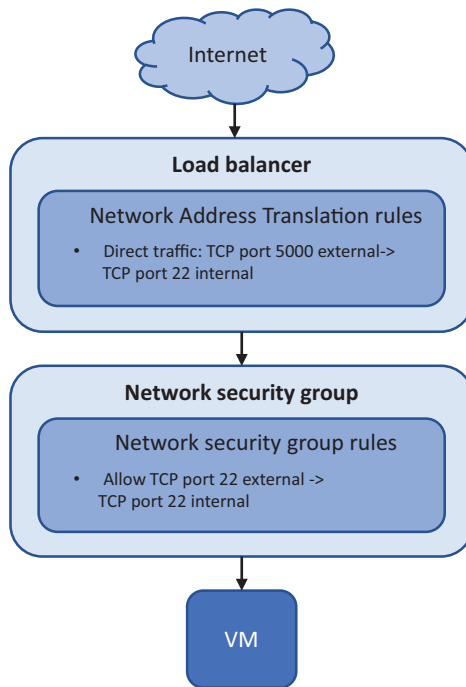 Internet
Load balancer
Network Address Translation rules
• Direct traffic: TCP port 5000 external->
TCP port 22 internal
Network security group
Network security group rules
• Allow TCP port 22 external ->
TCP port 22 internal
VM